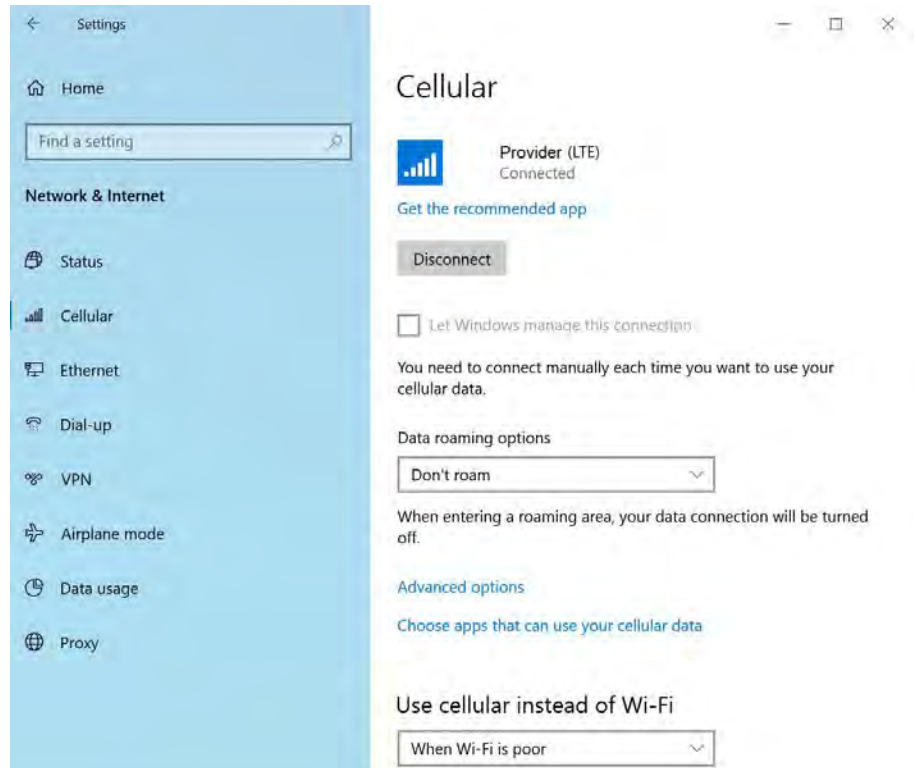 Settings
Home
Find a setting
Network & Internet
Status
Cellular
Ethernet
Dial-up
VPN
Airplane mode
Data usage
Proxy
Cellular
Provider (LTE)
Connected
Get the recommended app
Disconnect
Let Windows manage this connection
You need to connect manually each time you want to use your
cellular data.
Data roaming options
Don't roam
When entering a roaming area, your data connection will be turned
off.
Advanced options
Choose apps that can use your cellular data
Use cellular instead of Wi-Fi
When Wi-Fi is poor